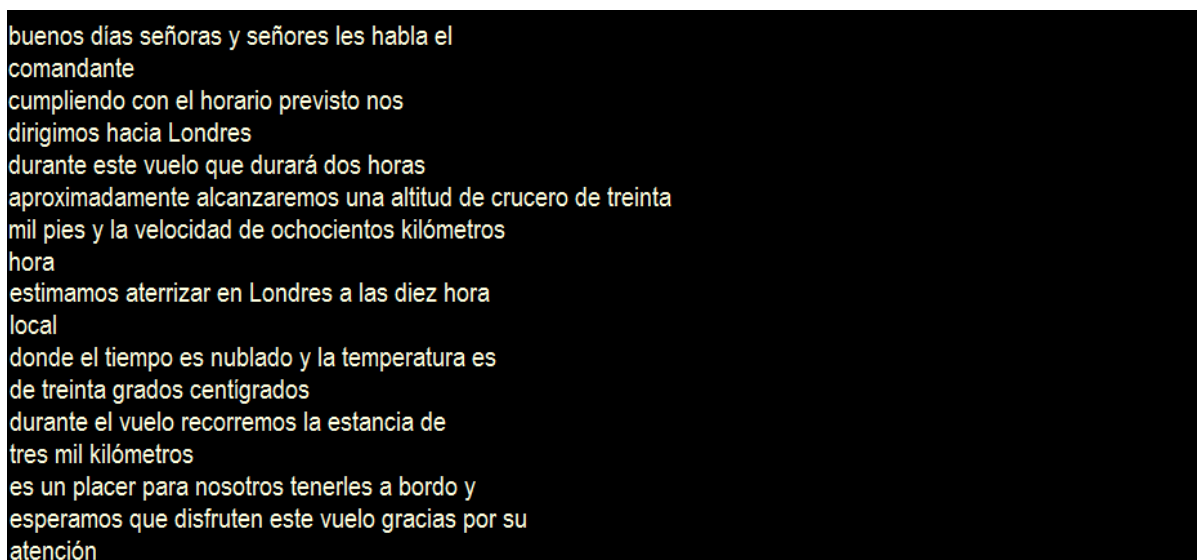 buenos días señoras y señores les habla el
comandante
cumpliendo con el horario previsto nos
dirigimos hacia Londres
durante este vuelo que durará dos horas
aproximadamente alcanzaremos una altitud de crucero de treinta
mil pies y la velocidad de ochocientos kilómetros
hora
estimamos aterrizar en Londres a las diez hora
local
donde el tiempo es nublado y la temperatura es
de treinta grados centígrados
durante el vuelo recorremos la estancia de
tres mil kilómetros
es un placer para nosotros tenerles a bordo y
esperamos que disfruten este vuelo gracias por su
atención